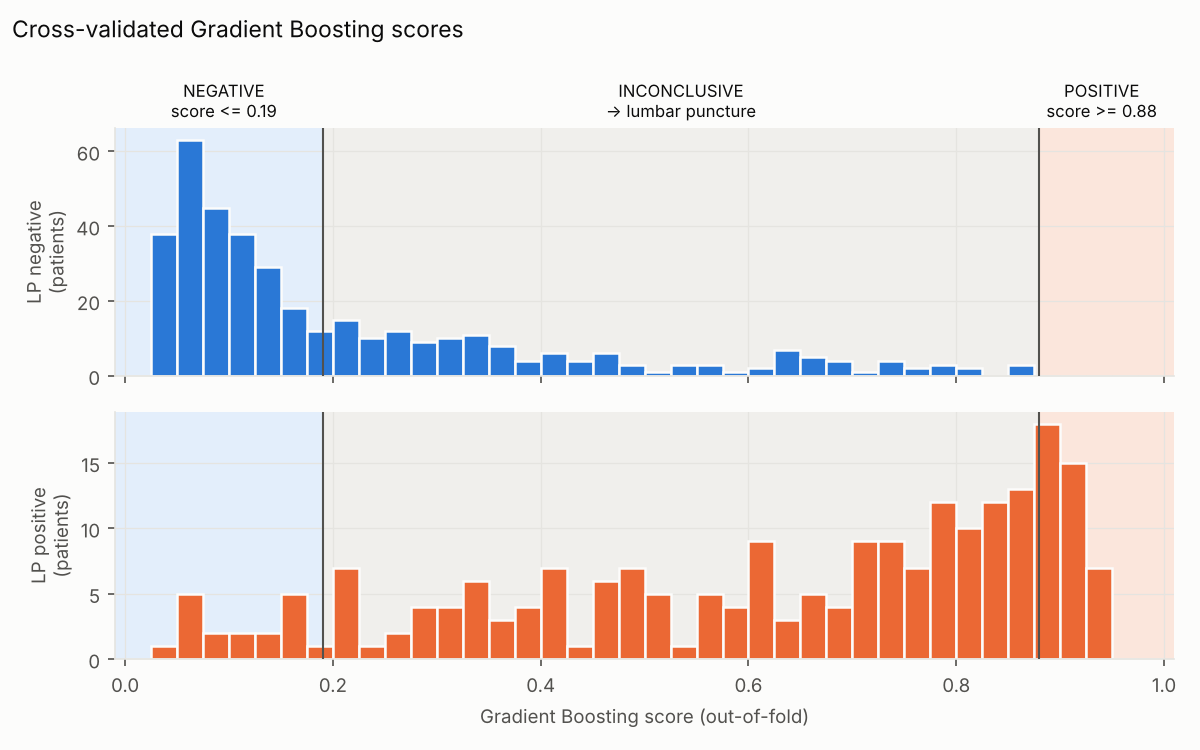 Cross-validated Gradient Boosting scores
NEGATIVE
score <= 0.19
INCONCLUSIVE
→ lumbar puncture
POSITIVE
score >= 0.88
LP negative
(patients)
60
40
20
0
LP positive
(patients)
15
10
5
0
0.0 0.2 0.4 0.6 0.8 1.0
Gradient Boosting score (out-of-fold)